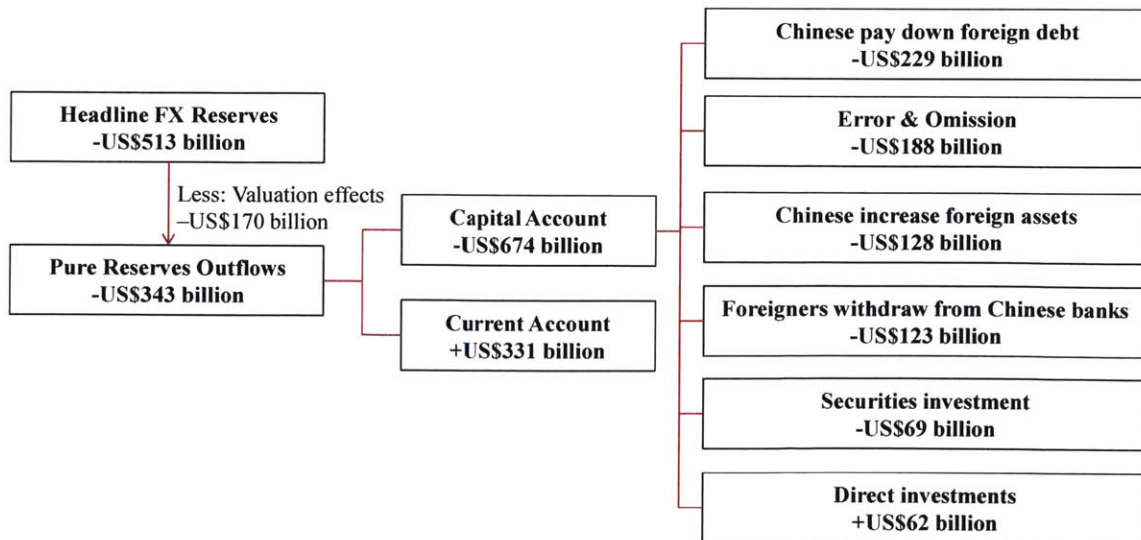 Headline FX Reserves
-US$513 billion
Less: Valuation effects
–US$170 billion
Pure Reserves Outflows
-US$343 billion
Capital Account
-US$674 billion
Current Account
+US$331 billion
Chinese pay down foreign debt
-US$229 billion
Error & Omission
-US$188 billion
Chinese increase foreign assets
-US$128 billion
Foreigners withdraw from Chinese banks
-US$123 billion
Securities investment
-US$69 billion
Direct investments
+US$62 billion